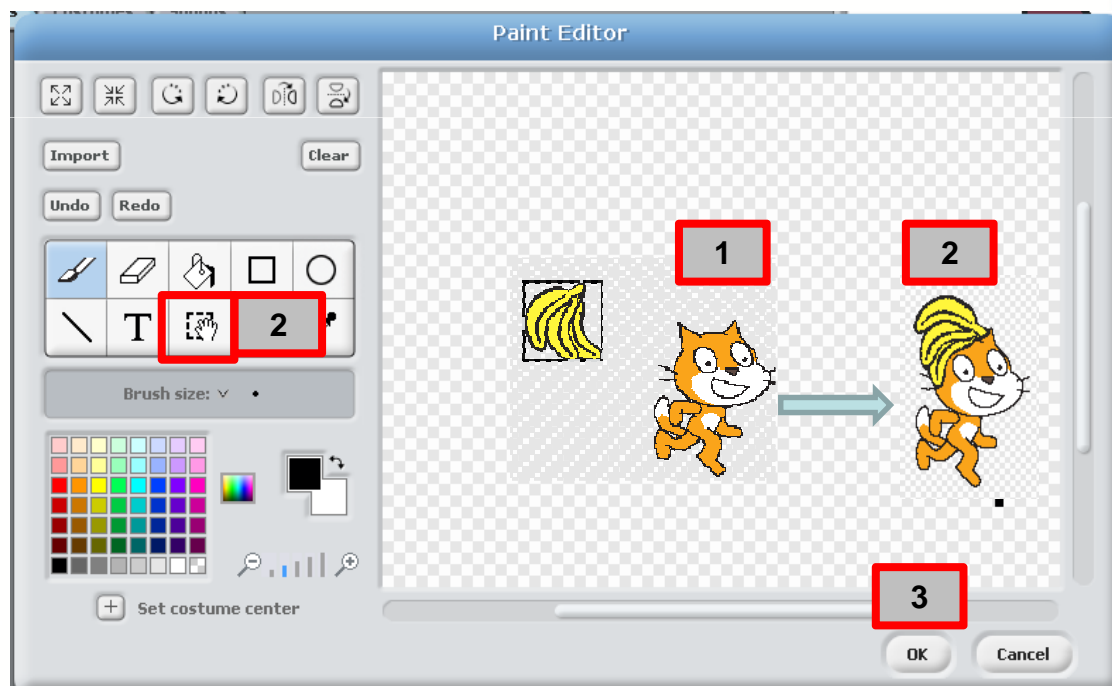 Paint Editor
Import
Clear
Undo
Redo
1
2
T
2
Brush size:
Set costume center
3
OK
Cancel